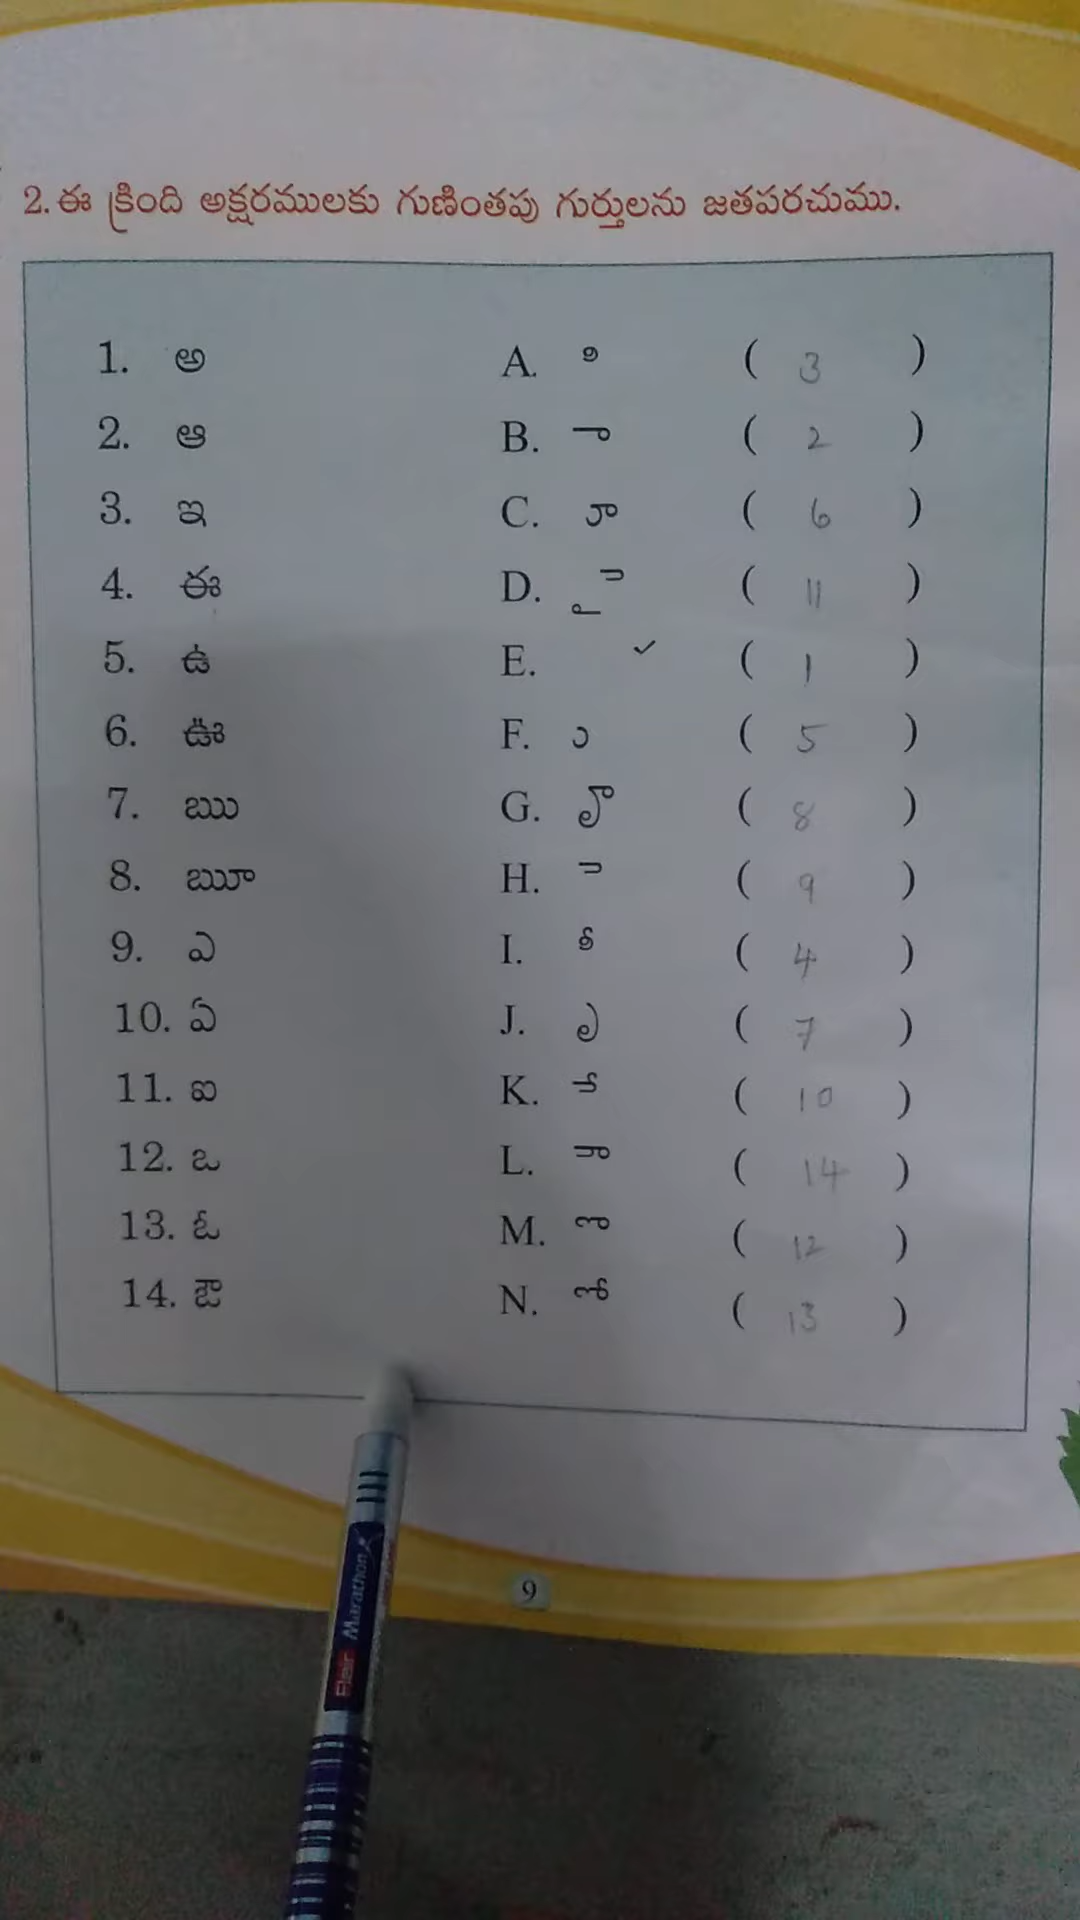 2. ఈ క్రింది అక్షరములకు గుణింతపు గుర్తులను జతపరచుము.
1. అ A. ి ( 3 )
2. ఆ B. ా ( 2 )
3. ఇ C. ూ ( 6 )
4. ఈ D. ై ( 11 )
5. ఉ E. ✓ ( 1 )
6. ఊ F. ు ( 5 )
7. ఋ G. ౄ ( 8 )
8. ౠ H. ె ( 9 )
9. ఎ I. ీ ( 4 )
10. ఏ J. ృ ( 7 )
11. ఐ K. ే ( 10 )
12. ఒ L. ౌ ( 14 )
13. ఓ M. ొ ( 12 )
14. ఔ N. ో ( 13 )
9
Flair Marathon